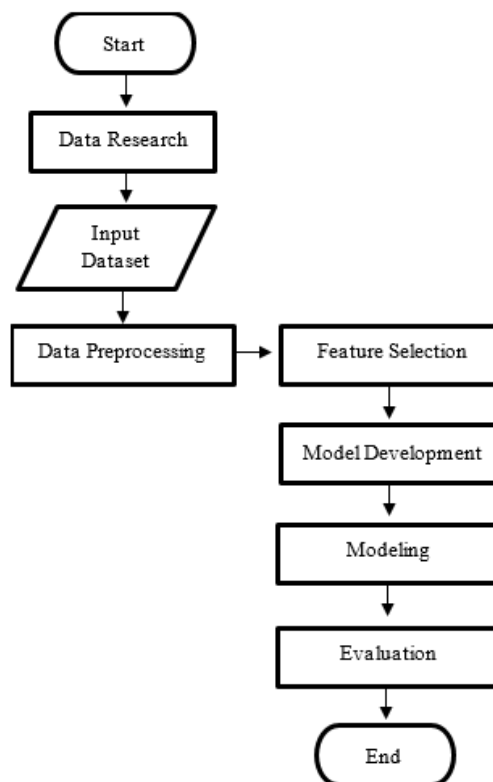 Start
Data Research
Input
Dataset
Data Preprocessing
Feature Selection
Model Development
Modeling
Evaluation
End